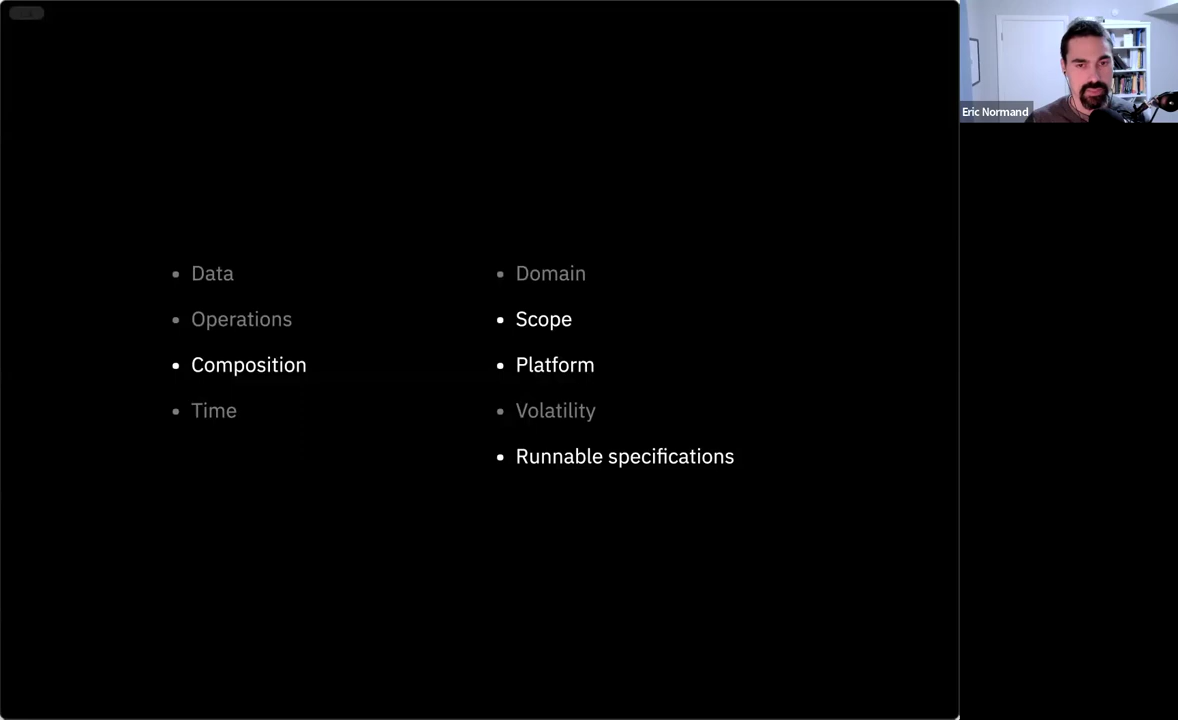 Data
Operations
Composition
Time
Domain
Scope
Platform
Volatility
Runnable specifications
Eric Normand